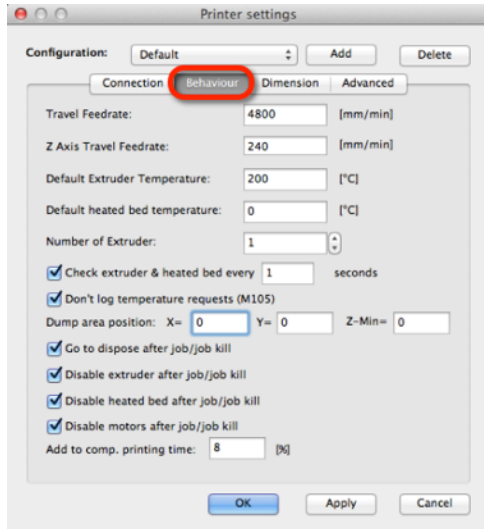 Printer settings
Configuration: Default Add Delete
Connection Behaviour Dimension Advanced
Travel Feedrate: 4800 [mm/min]
Z Axis Travel Feedrate: 240 [mm/min]
Default Extruder Temperature: 200 [°C]
Default heated bed temperature: 0 [°C]
Number of Extruder: 1
Check extruder & heated bed every 1 seconds
Don't log temperature requests (M105)
Dump area position: X= 0 Y= 0 Z-Min= 0
Go to dispose after job/job kill
Disable extruder after job/job kill
Disable heated bed after job/job kill
Disable motors after job/job kill
Add to comp. printing time: 8 [%]
OK Apply Cancel